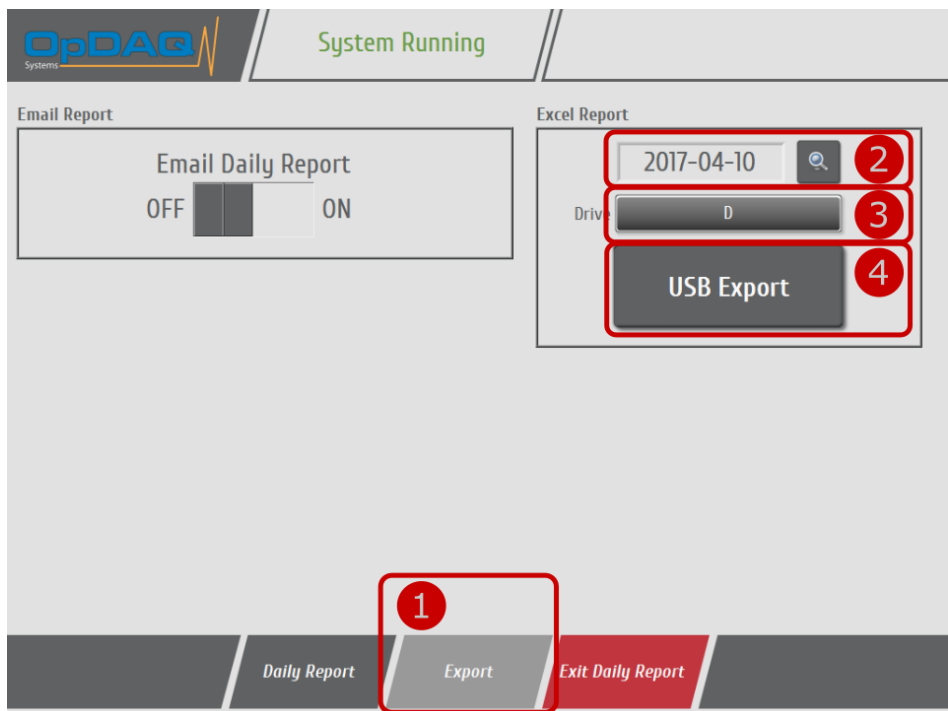 OpDAQ
Systems
System Running
Email Report
Email Daily Report
OFF ON
Excel Report
2017-04-10
2
Drive
D
3
USB Export
4
1
Daily Report
Export
Exit Daily Report